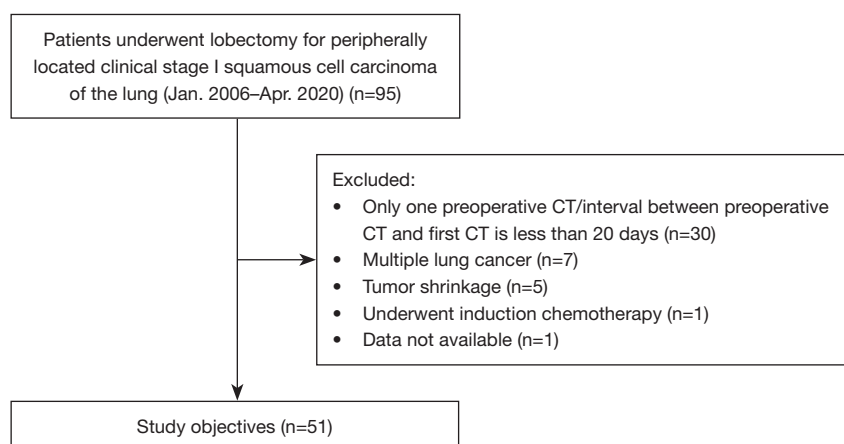 Patients underwent lobectomy for peripherally
located clinical stage I squamous cell carcinoma
of the lung (Jan. 2006–Apr. 2020) (n=95)
Excluded:
• Only one preoperative CT/interval between preoperative
CT and first CT is less than 20 days (n=30)
• Multiple lung cancer (n=7)
• Tumor shrinkage (n=5)
• Underwent induction chemotherapy (n=1)
• Data not available (n=1)
Study objectives (n=51)